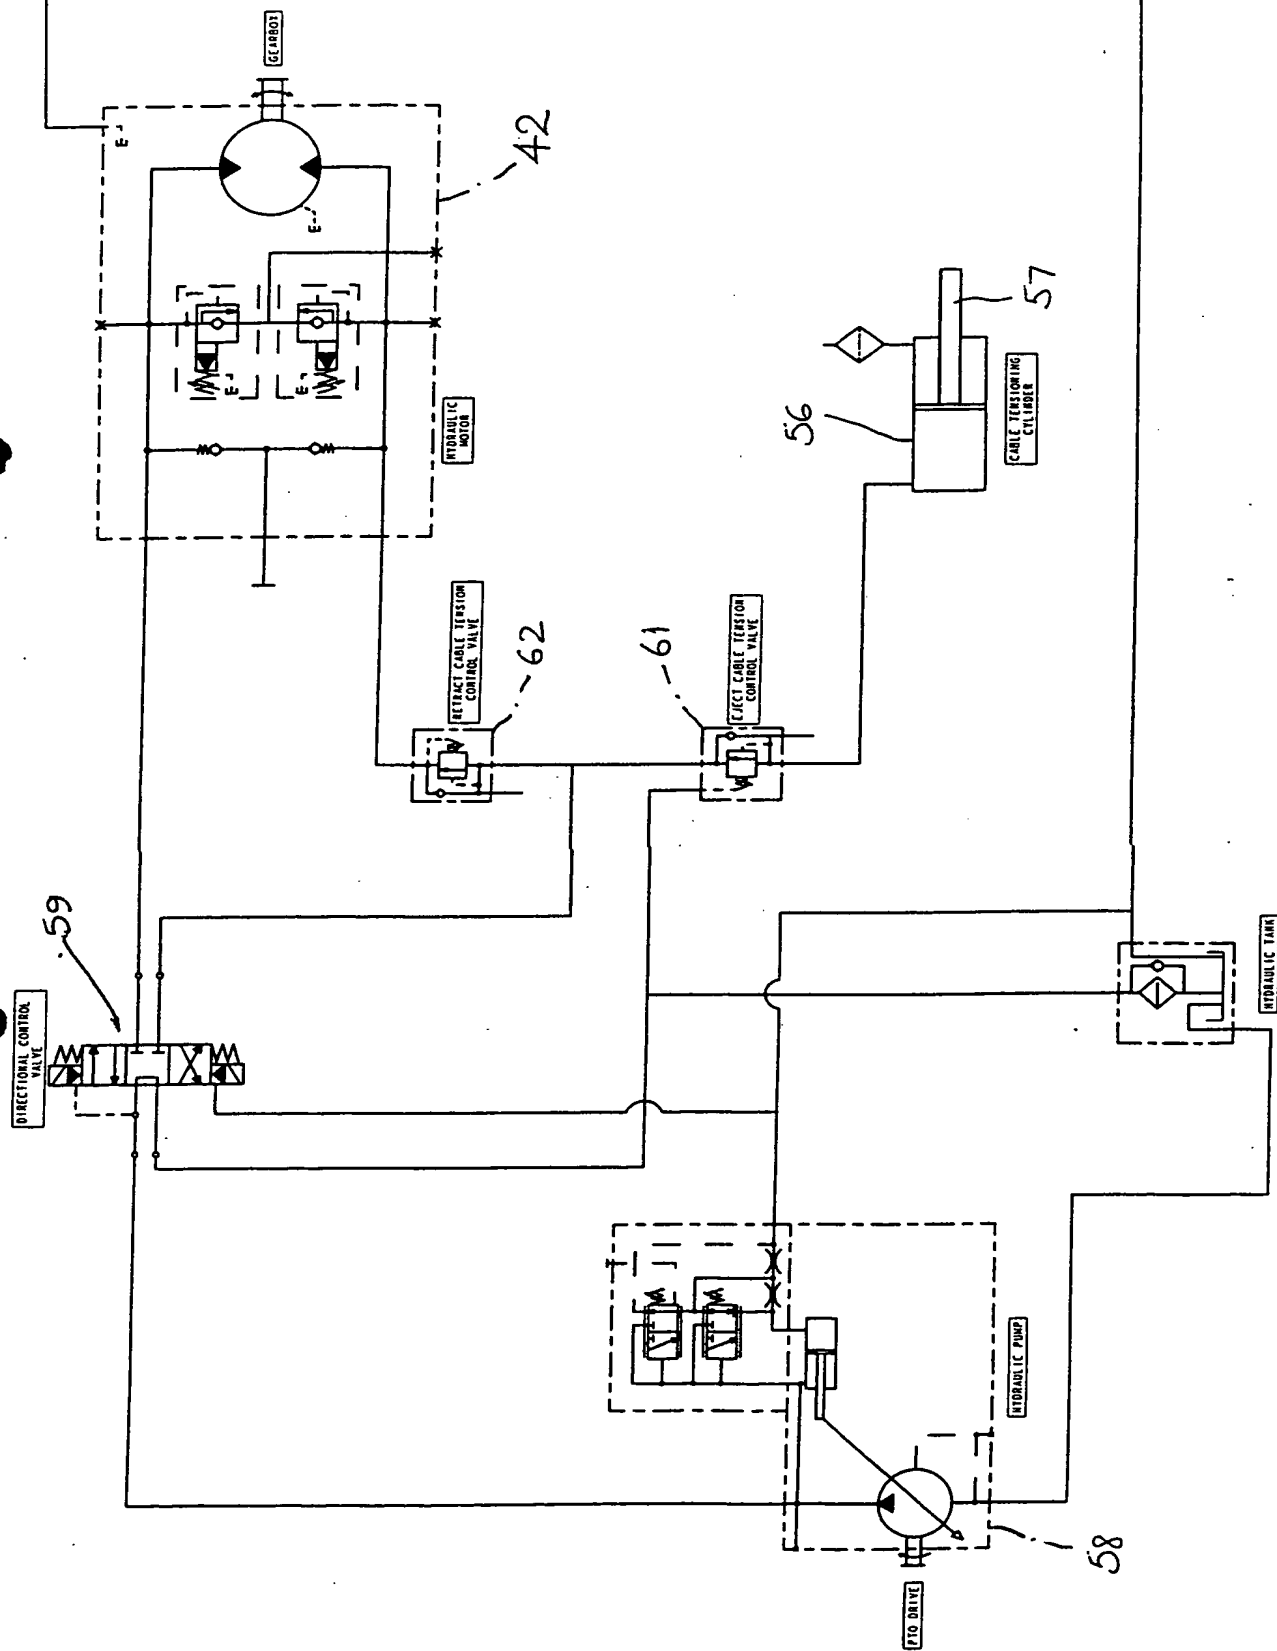 GEARBOX
E
E
42
E
E
HYDRAULIC
MOTOR
57
56
CABLE TENSIONING
CYLINDER
RETRACT CABLE TENSION
CONTROL VALVE
62
61
EJECT CABLE TENSION
CONTROL VALVE
59
DIRECTIONAL CONTROL
VALVE
HYDRAULIC TANK
HYDRAULIC PUMP
58
PTO DRIVE